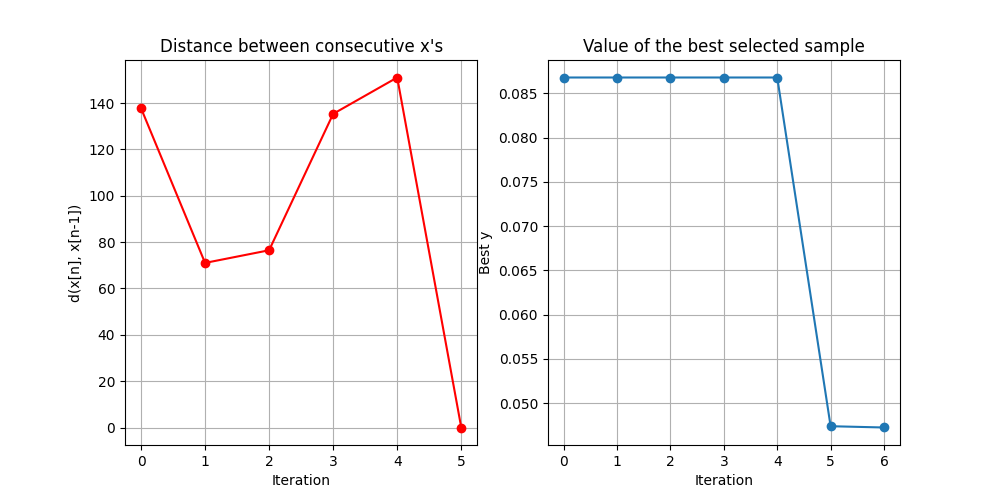 Distance between consecutive x's
d(x[n], x[n-1])
140
120
100
80
60
40
20
0
0 1 2 3 4 5
Iteration
Value of the best selected sample
Best y
0.085
0.080
0.075
0.070
0.065
0.060
0.055
0.050
0 1 2 3 4 5 6
Iteration